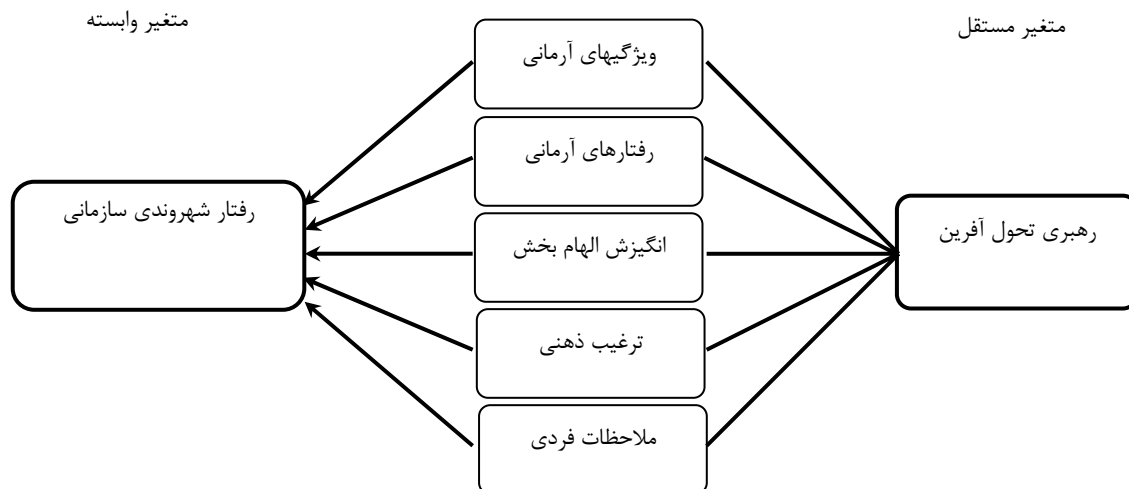 متغیر مستقل
متغیر وابسته
ویژگیهای آرمانی
رفتارهای آرمانی
رهبری تحول آفرین
انگیزش الهام بخش
رفتار شهروندی سازمانی
ترغیب ذهنی
ملاحظات فردی